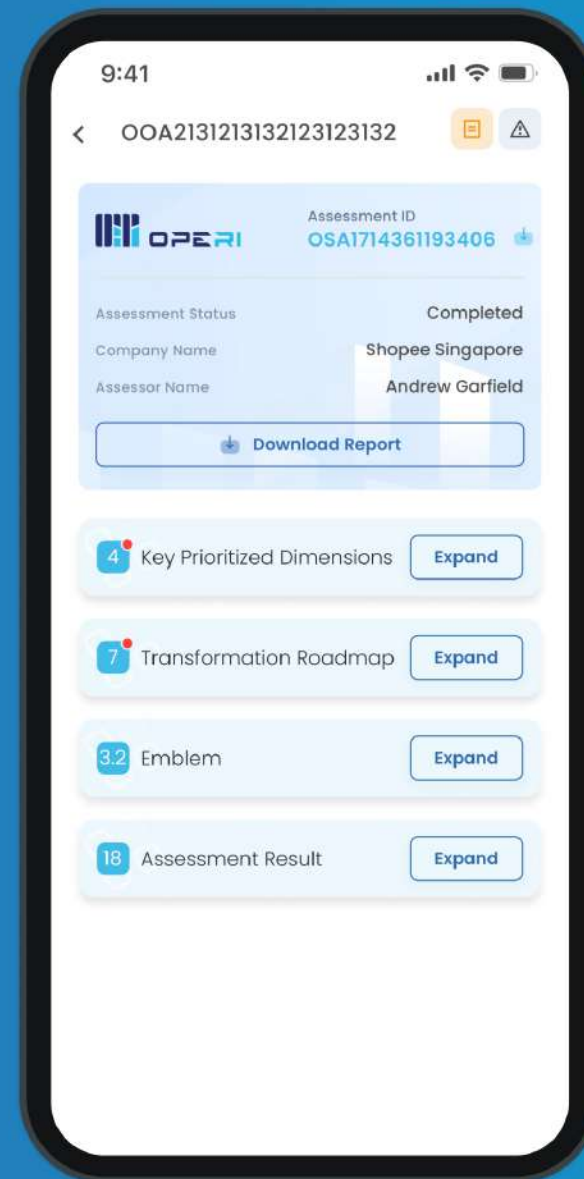 9:41
OOA2131213132123123132
OPERI
Assessment ID
OSA1714361193406
Assessment Status Completed
Company Name Shopee Singapore
Assessor Name Andrew Garfield
Download Report
4 Key Prioritized Dimensions Expand
7 Transformation Roadmap Expand
3.2 Emblem Expand
18 Assessment Result Expand